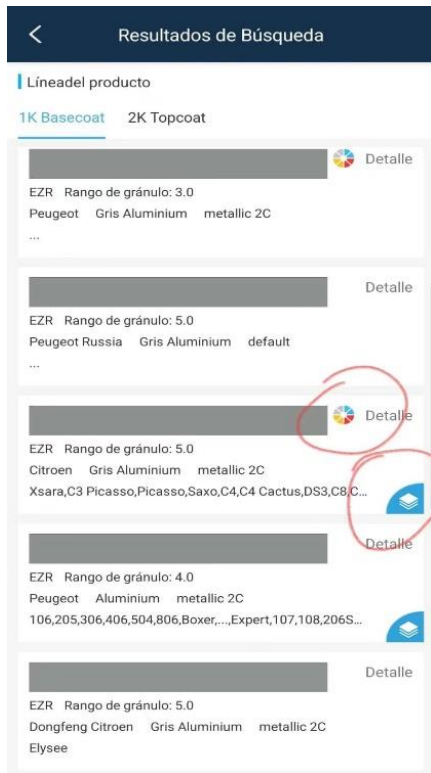 Resultados de Búsqueda
Líneadel producto
1K Basecoat 2K Topcoat
Detalle
EZR Rango de gránulo: 3.0
Peugeot Gris Aluminium metallic 2C
...
Detalle
EZR Rango de gránulo: 5.0
Peugeot Russia Gris Aluminium default
...
Detalle
EZR Rango de gránulo: 5.0
Citroen Gris Aluminium metallic 2C
Xsara,C3 Picasso,Picasso,Saxo,C4,C4 Cactus,DS3,C8,C...
Detalle
EZR Rango de gránulo: 4.0
Peugeot Aluminium metallic 2C
106,205,306,406,504,806,Boxer,...,Expert,107,108,206S...
Detalle
EZR Rango de gránulo: 5.0
Dongfeng Citroen Gris Aluminium metallic 2C
Elysee